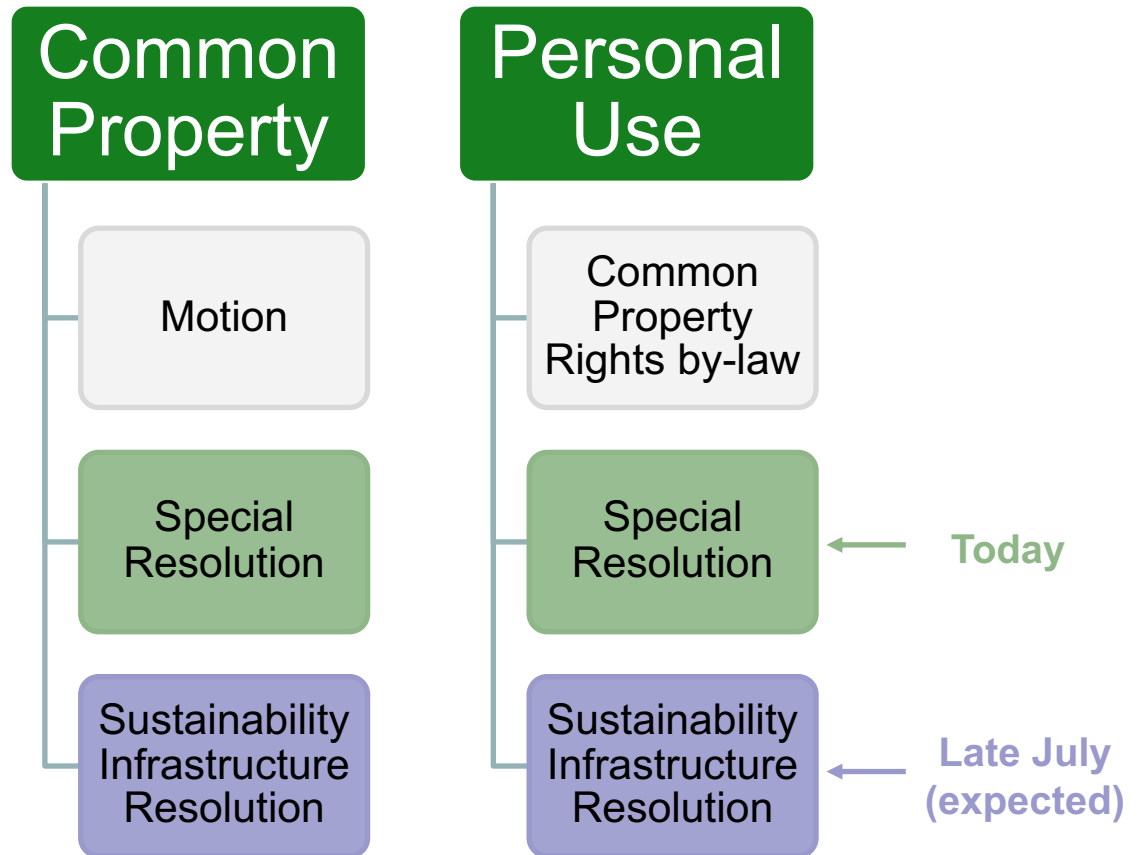 Common
Property
Motion
Special
Resolution
Sustainability
Infrastructure
Resolution
Personal
Use
Common
Property
Rights by-law
Special
Resolution
Sustainability
Infrastructure
Resolution
Today
Late July
(expected)